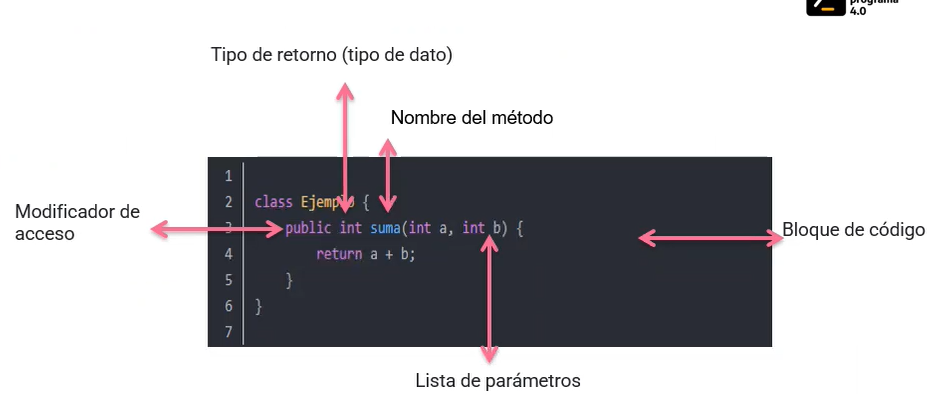 programa
4.0
Tipo de retorno (tipo de dato)
Nombre del método
Modificador de
acceso
1
2 class Ejemplo {
3 public int suma(int a, int b) {
4 return a + b;
5 }
6 }
7
Bloque de código
Lista de parámetros